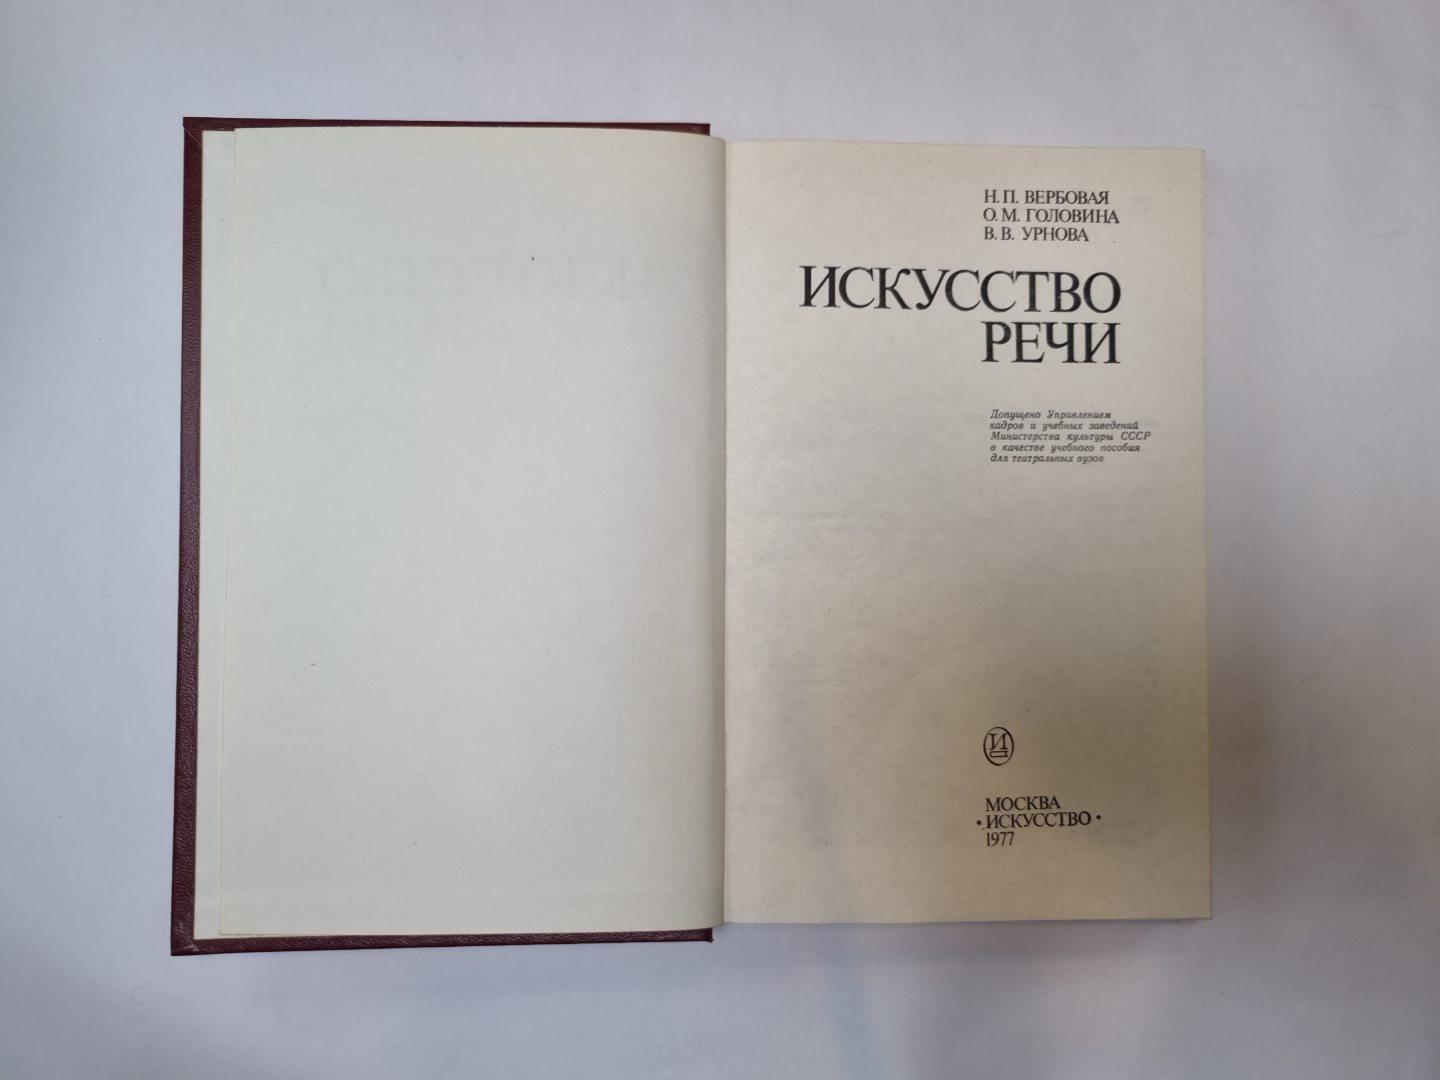 Н. П. ВЕРБОВАЯ
О. М. ГОЛОВИНА
В. В. УРНОВА
ИСКУССТВО
РЕЧИ
Допущено Управлением
кадров и учебных заведений
Министерства культуры СССР
в качестве учебного пособия
для театральных вузов
И
МОСКВА
• ИСКУССТВО •
1977